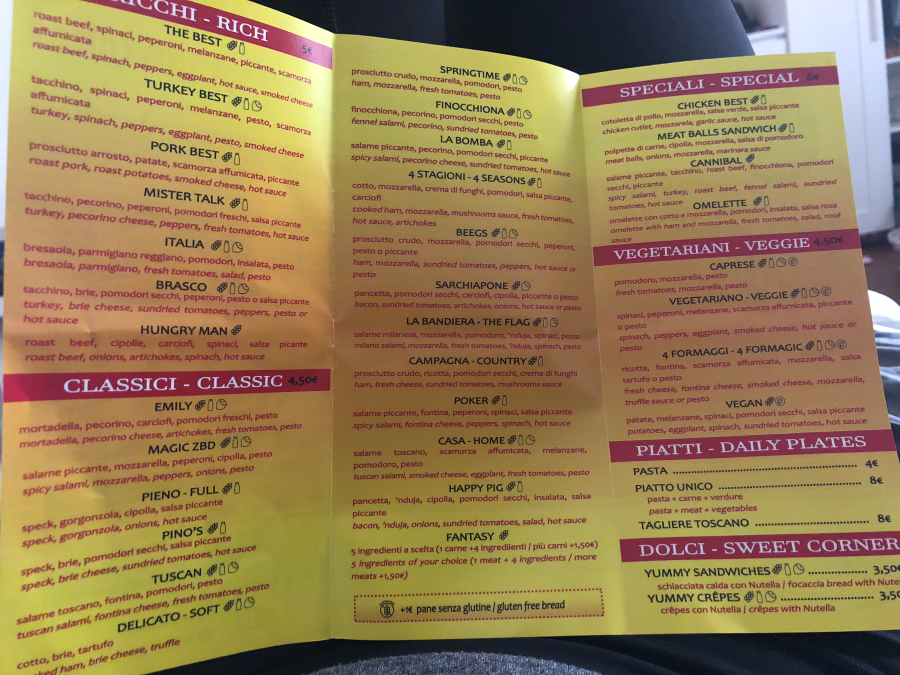 RICCHI - RICH 5€
THE BEST
roast beef, spinaci, peperoni, melanzane, piccante, scamorza
affumicata
roast beef, spinach, peppers, eggplant, hot sauce, smoked cheese
TURKEY BEST
tacchino, spinaci, peperoni, melanzane, pesto, scamorza
affumicata
turkey, spinach, peppers, eggplant, pesto, smoked cheese
PORK BEST
prosciutto arrosto, patate, scamorza affumicata, piccante
roast pork, roast potatoes, smoked cheese, hot sauce
MISTER TALK
tacchino, pecorino, peperoni, pomodori freschi, salsa piccante
turkey, pecorino cheese, peppers, fresh tomatoes, hot sauce
ITALIA
bresaola, parmigiano reggiano, pomodori, insalata, pesto
bresaola, parmigiano, fresh tomatoes, salad, pesto
BRASCO
tacchino, brie, pomodori secchi, peperoni, pesto o salsa piccante
turkey, brie cheese, sundried tomatoes, peppers, pesto or
hot sauce
HUNGRY MAN
roast beef, cipolle, carciofi, spinaci, salsa picante
roast beef, onions, artichokes, spinach, hot sauce
CLASSICI - CLASSIC 4,50€
EMILY
mortadella, pecorino, carciofi, pomodori freschi, pesto
mortadella, pecorino cheese, artichokes, fresh tomatoes, pesto
MAGIC ZBD
salame piccante, mozzarella, peperoni, cipolla, pesto
spicy salami, mozzarella, peppers, onions, pesto
PIENO - FULL
speck, gorgonzola, cipolla, salsa piccante
speck, gorgonzola, onions, hot sauce
PINO'S
speck, brie, pomodori secchi, salsa piccante
speck, brie cheese, sundried tomatoes, hot sauce
TUSCAN
salame toscano, fontina, pomodori, pesto
tuscan salami, fontina cheese, fresh tomatoes, pesto
DELICATO - SOFT
cotto, brie, tartufo
ked ham, brie cheese, truffle
SPRINGTIME
prosciutto crudo, mozzarella, pomodori, pesto
ham, mozzarella, fresh tomatoes, pesto
FINOCCHIONA
finocchiona, pecorino, pomodori secchi, pesto
fennel salami, pecorino, sundried tomatoes, pesto
LA BOMBA
salame piccante, pecorino, pomodori secchi, piccante
spicy salami, pecorino cheese, sundried tomatoes, hot sauce
4 STAGIONI - 4 SEASONS
cotto, mozzarella, crema di funghi, pomodori, salsa piccante,
carciofi
cooked ham, mozzarella, mushrooms sauce, fresh tomatoes,
hot sauce, artichokes
BEEGS
prosciutto crudo, mozzarella, pomodori secchi, peperoni,
pesto o piccante
ham, mozzarella, sundried tomatoes, peppers, hot sauce or
pesto
SARCHIAPONE
pancetta, pomodori secchi, carciofi, cipolla, piccante o pesto
bacon, sundried tomatoes, artichokes, onions, hot sauce or pesto
LA BANDIERA - THE FLAG
salame milanese, mozzarella, pomodoro, 'nduja, spinaci, pesto
milano salami, mozzarella, fresh tomatoes, 'nduja, spinach, pesto
CAMPAGNA - COUNTRY
prosciutto crudo, ricotta, pomodori secchi, crema di funghi
ham, fresh cheese, sundried tomatoes, mushrooms sauce
POKER
salame piccante, fontina, peperoni, spinaci, salsa piccante
spicy salami, fontina cheese, peppers, spinach, hot sauce
CASA - HOME
salame toscano, scamorza affumicata, melanzane,
pomodoro, pesto
tuscan salami, smoked cheese, eggplant, fresh tomatoes, pesto
HAPPY PIG
pancetta, 'nduja, cipolla, pomodori secchi, insalata, salsa
piccante
bacon, 'nduja, onions, sundried tomatoes, salad, hot sauce
FANTASY
5 ingredienti a scelta (1 carne +4 ingredienti / più carni +1,50€)
5 ingredients of your choice (1 meat + 4 ingredients / more
meats +1,50€)
+1€ pane senza glutine / gluten free bread
SPECIALI - SPECIAL 6€
CHICKEN BEST
cotoletta di pollo, mozzarella, salsa verde, salsa piccante
chicken cutlet, mozzarela, garlic sauce, hot sauce
MEAT BALLS SANDWICH
polpette di carne, cipolla, mozzarella, salsa di pomodoro
meat balls, onions, mozzarella, marinara sauce
CANNIBAL
salame piccante, tacchino, roast beef, finocchiona, pomodori
secchi, piccante
spicy salami, turkey, roast beef, fennel salami, sundried
tomatoes, hot sauce
OMELETTE
omelette con cotto e mozzarella, pomodori, insalata, salsa rosa
omelette with ham and mozzarella, fresh tomatoes, salad, rosé
sauce
VEGETARIANI - VEGGIE 4,50€
CAPRESE
pomodoro, mozzarella, pesto
fresh tomatoes, mozzarella, pesto
VEGETARIANO - VEGGIE
spinaci, peperoni, melanzane, scamorza affumicata, piccante
o pesto
spinach, peppers, eggplant, smoked cheese, hot sauce or
pesto
4 FORMAGGI - 4 FORMAGIC
ricotta, fontina, scamorza affumicata, mozzarella, salsa
tartufo o pesto
fresh cheese, fontina cheese, smoked cheese, mozzarella,
truffle sauce or pesto
VEGAN
patate, melanzane, spinaci, pomodori secchi, salsa piccante
potatoes, eggplant, spinach, sundried tomatoes, hot sauce
PIATTI - DAILY PLATES
PASTA 4€
PIATTO UNICO 8€
pasta + carne + verdure
pasta + meat + vegetables
TAGLIERE TOSCANO 8€
DOLCI - SWEET CORNER
YUMMY SANDWICHES 3,50€
schiacciata calda con Nutella / focaccia bread with Nute
YUMMY CRÊPES 3,50
crêpes con Nutella / crêpes with Nutella